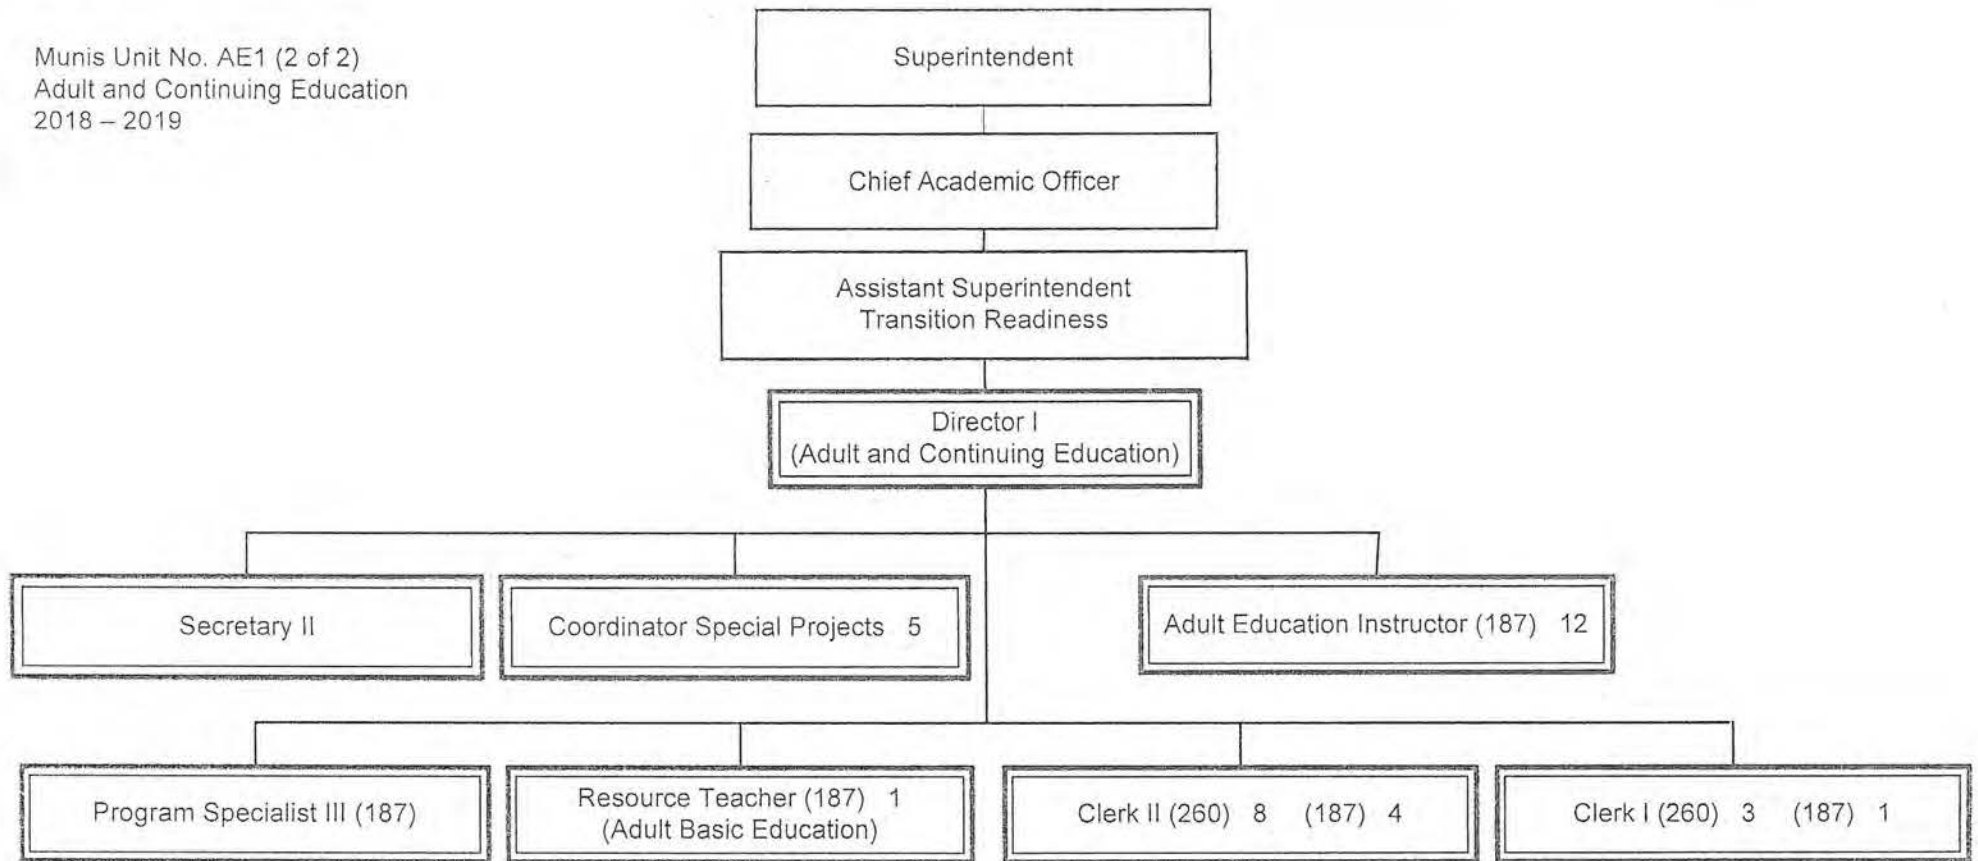 Munis Unit No. AE1 (2 of 2)
Adult and Continuing Education
2018 – 2019
Superintendent
Chief Academic Officer
Assistant Superintendent
Transition Readiness
Director I
(Adult and Continuing Education)
Secretary II
Coordinator Special Projects 5
Adult Education Instructor (187) 12
Program Specialist III (187)
Resource Teacher (187) 1
(Adult Basic Education)
Clerk II (260) 8 (187) 4
Clerk I (260) 3 (187) 1